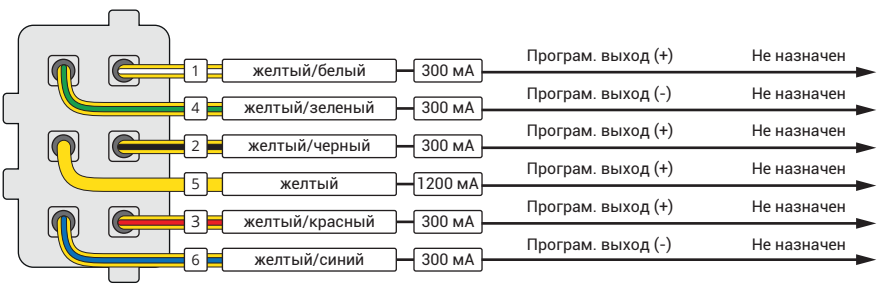 1 желтый/белый 300 мА Програм. выход (+) Не назначен
4 желтый/зеленый 300 мА Програм. выход (-) Не назначен
2 желтый/черный 300 мА Програм. выход (+) Не назначен
5 желтый 1200 мА Програм. выход (+) Не назначен
3 желтый/красный 300 мА Програм. выход (+) Не назначен
6 желтый/синий 300 мА Програм. выход (-) Не назначен